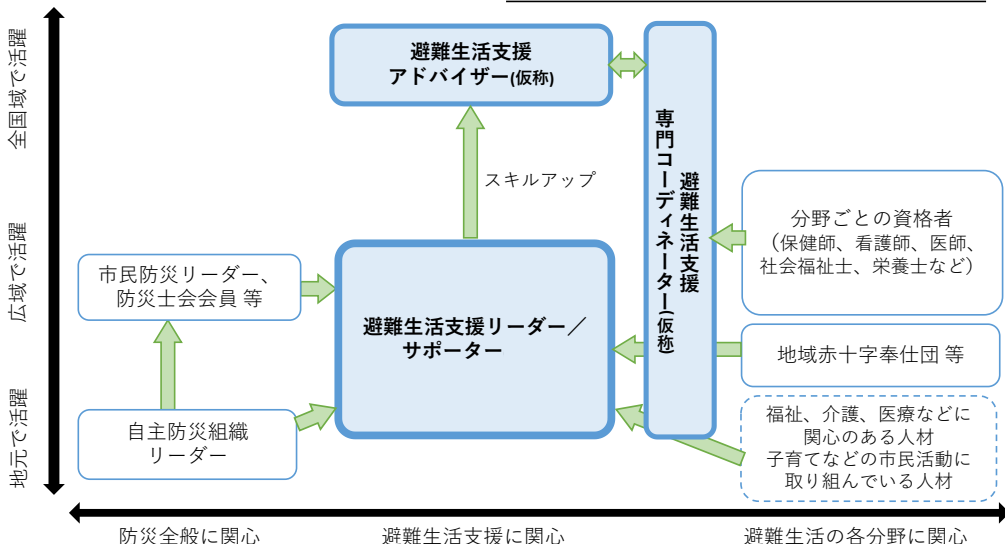 全国域で活躍
広域で活躍
地元で活躍
避難生活支援
アドバイザー(仮称)
スキルアップ
避難生活支援
専門コーディネーター(仮称)
分野ごとの資格者
（保健師、看護師、医師、
社会福祉士、栄養士など）
市民防災リーダー、
防災士会会員 等
避難生活支援リーダー／
サポーター
地域赤十字奉仕団 等
自主防災組織
リーダー
福祉、介護、医療などに
関心のある人材
子育てなどの市民活動に
取り組んでいる人材
防災全般に関心
避難生活支援に関心
避難生活の各分野に関心